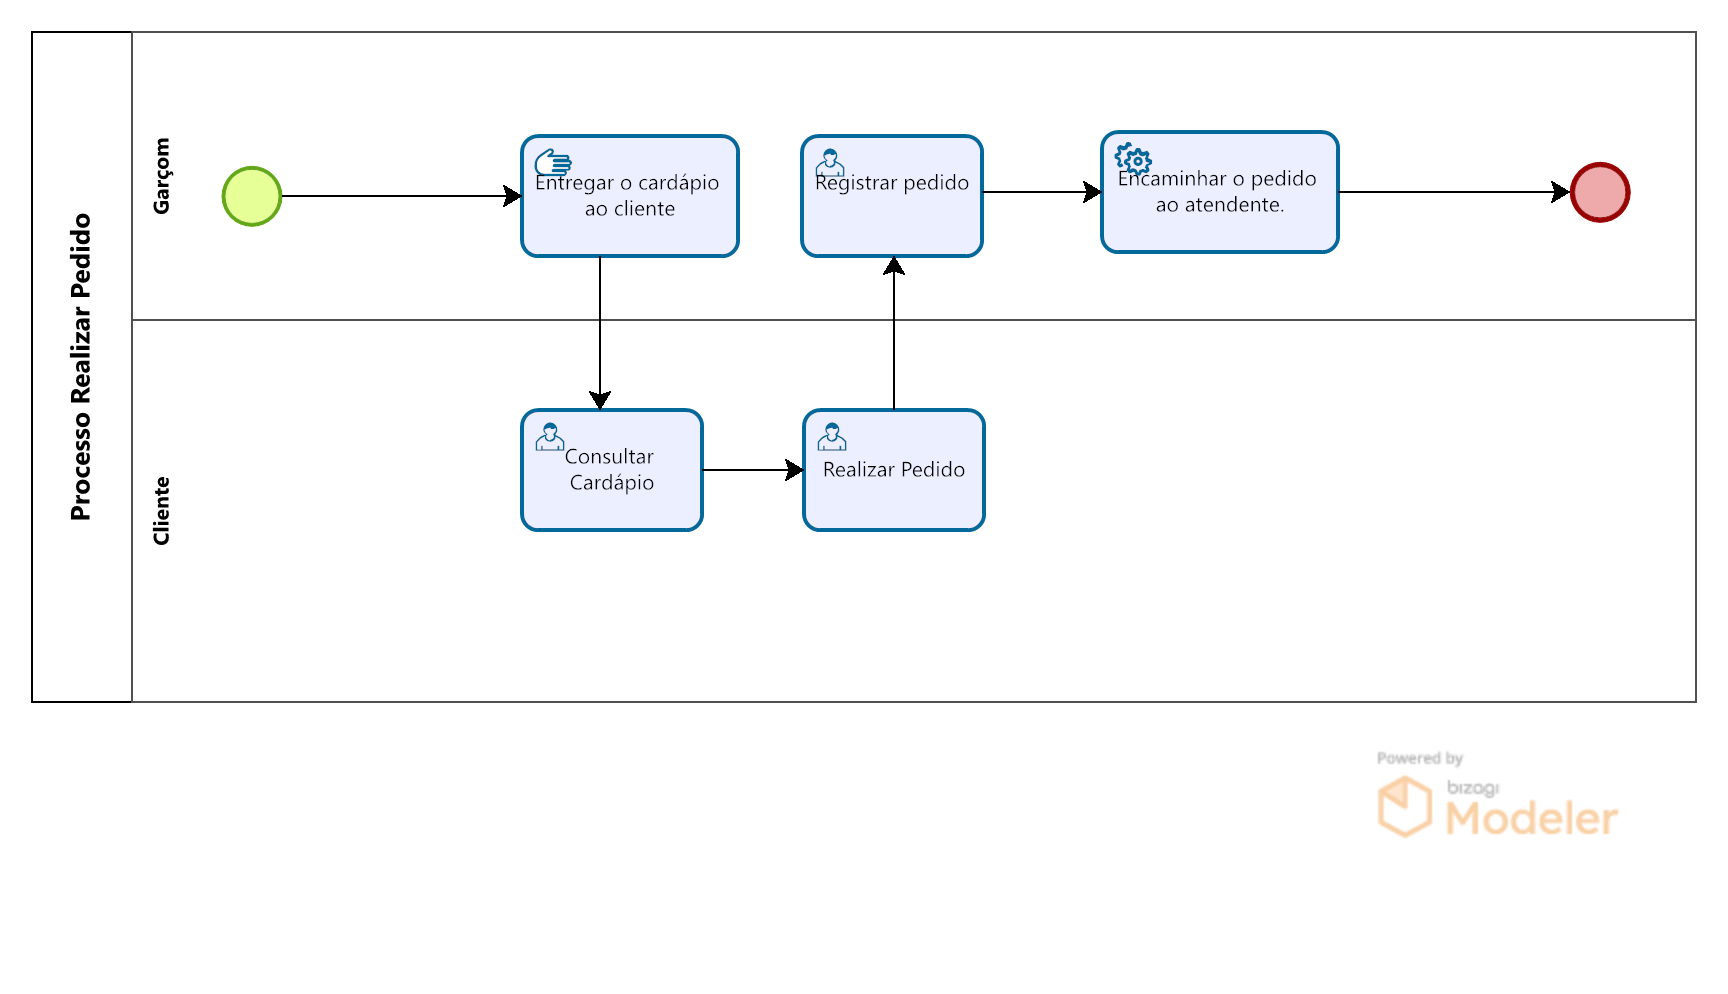 Processo Realizar Pedido
Garçom
Entregar o cardápio
ao cliente
Registrar pedido
Encaminhar o pedido
ao atendente.
Cliente
Consultar
Cardápio
Realizar Pedido
Powered by
bizagi
Modeler